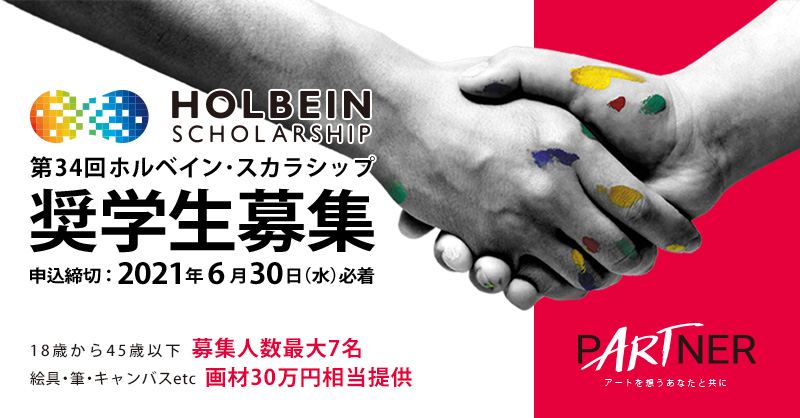 HOLBEIN
SCHOLARSHIP
第34回ホルベイン・スカラシップ
奨学生募集
申込締切：2021年6月30日（水）必着
18歳から45歳以下 募集人数最大7名
絵具・筆・キャンバスetc 画材30万円相当提供
PARTNER
アートを想うあなたと共に